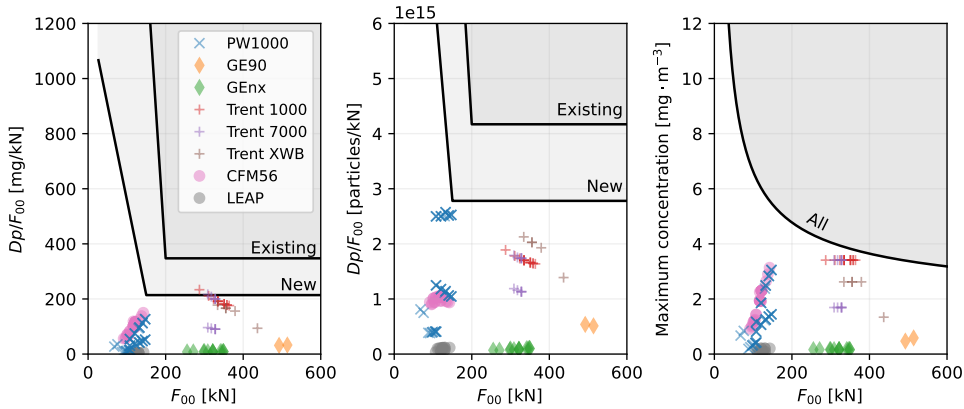 1200
1000
800
600
400
200
0
0 200 400 600
Dp/F₀₀ [mg/kN]
F₀₀ [kN]
PW1000
GE90
GEnx
Trent 1000
Trent 7000
Trent XWB
CFM56
LEAP
Existing
New
1e15
6
5
4
3
2
1
0
0 200 400 600
Dp/F₀₀ [particles/kN]
F₀₀ [kN]
Existing
New
12
10
8
6
4
2
0
0 200 400 600
Maximum concentration [mg · m⁻³]
F₀₀ [kN]
All